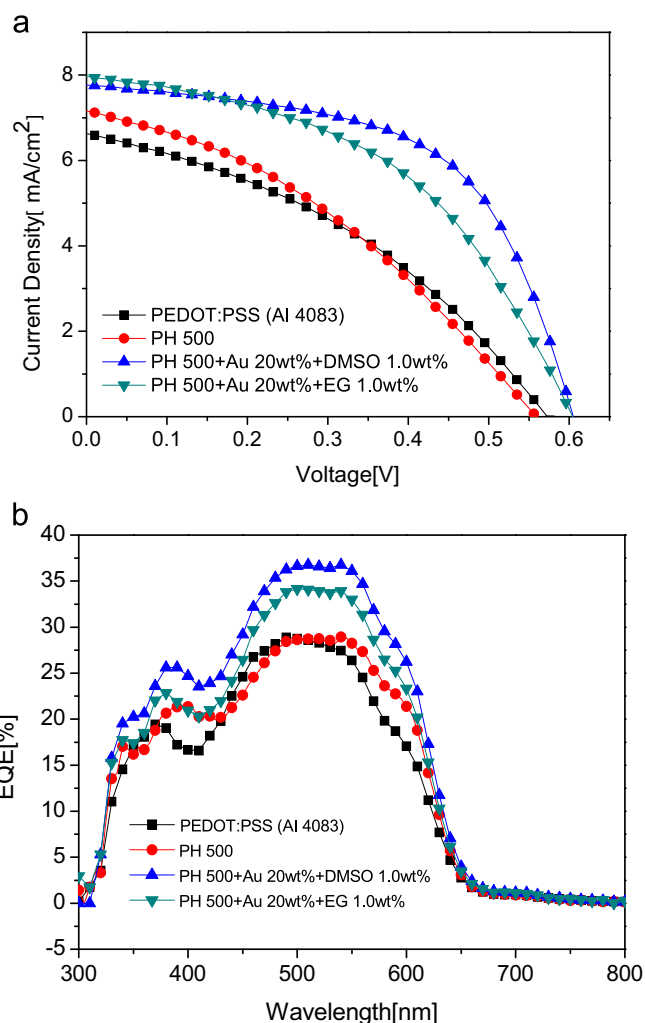 a
8
6
4
2
0
Current Density[ mA/cm²]
PEDOT:PSS (Al 4083)
PH 500
PH 500+Au 20wt%+DMSO 1.0wt%
PH 500+Au 20wt%+EG 1.0wt%
0.0 0.1 0.2 0.3 0.4 0.5 0.6
Voltage[V]
b
40
35
30
25
20
15
10
5
0
-5
EQE[%]
PEDOT:PSS (Al 4083)
PH 500
PH 500+Au 20wt%+DMSO 1.0wt%
PH 500+Au 20wt%+EG 1.0wt%
300 400 500 600 700 800
Wavelength[nm]